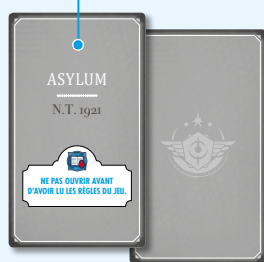 ASYLUM
N.T. 1921
NE PAS OUVRIR AVANT
D'AVOIR LU LES RÈGLES DU JEU.